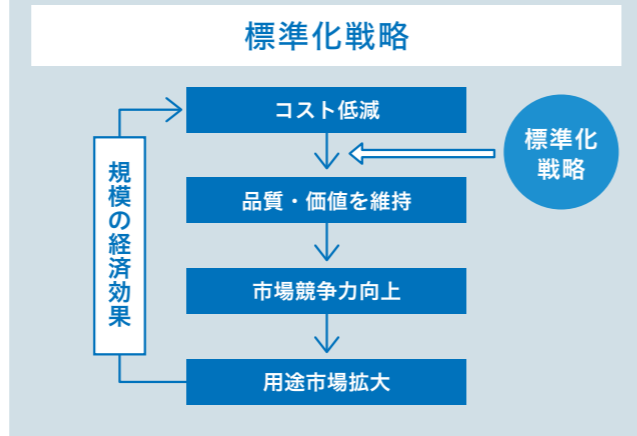 標準化戦略
コスト低減
標準化
戦略
品質・価値を維持
規模の経済効果
市場競争力向上
用途市場拡大